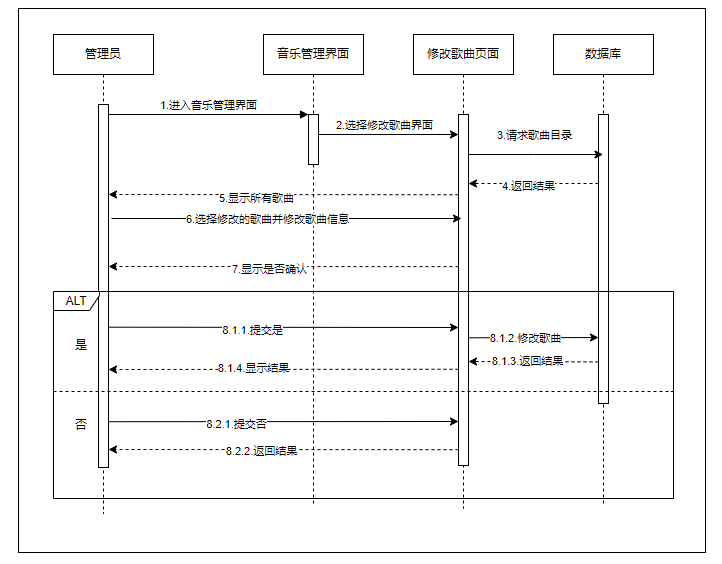 管理员
音乐管理界面
修改歌曲页面
数据库
1.进入音乐管理界面
2.选择修改歌曲界面
3.请求歌曲目录
4.返回结果
5.显示所有歌曲
6.选择修改的歌曲并修改歌曲信息
7.显示是否确认
ALT
是
8.1.1.提交是
8.1.2.修改歌曲
8.1.3.返回结果
8.1.4.显示结果
否
8.2.1.提交否
8.2.2.返回结果